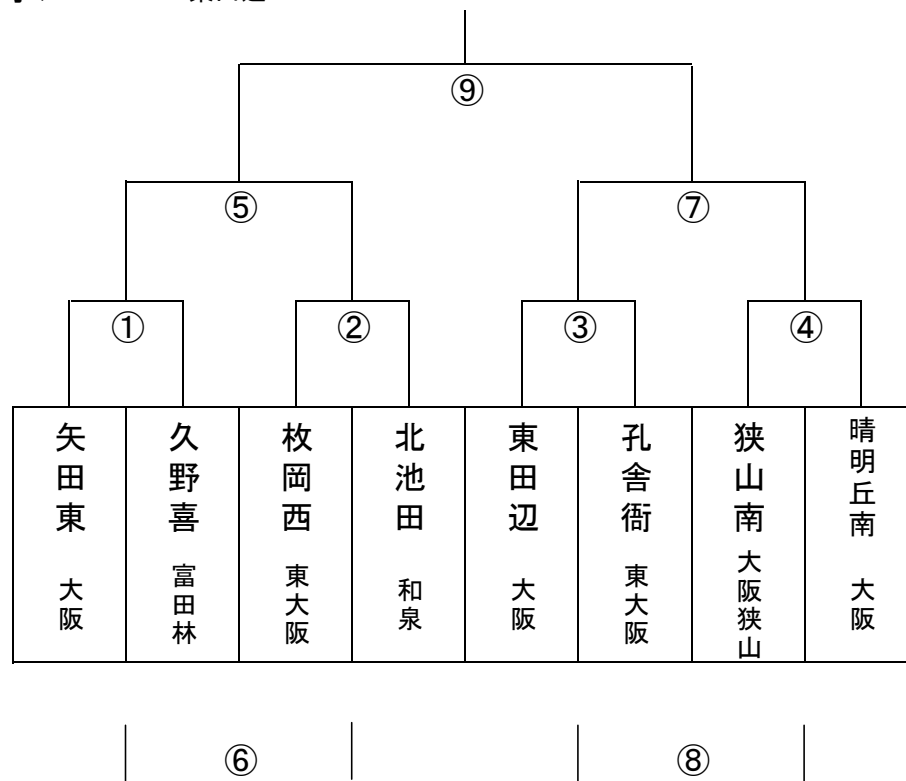 ⑨
⑤ ⑦
① ② ③ ④
矢田東 大阪
久野喜 富田林
枚岡西 東大阪
北池田 和泉
東田辺 大阪
孔舎衙 東大阪
狭山南 大阪狭山
晴明丘南 大阪
⑥ ⑧